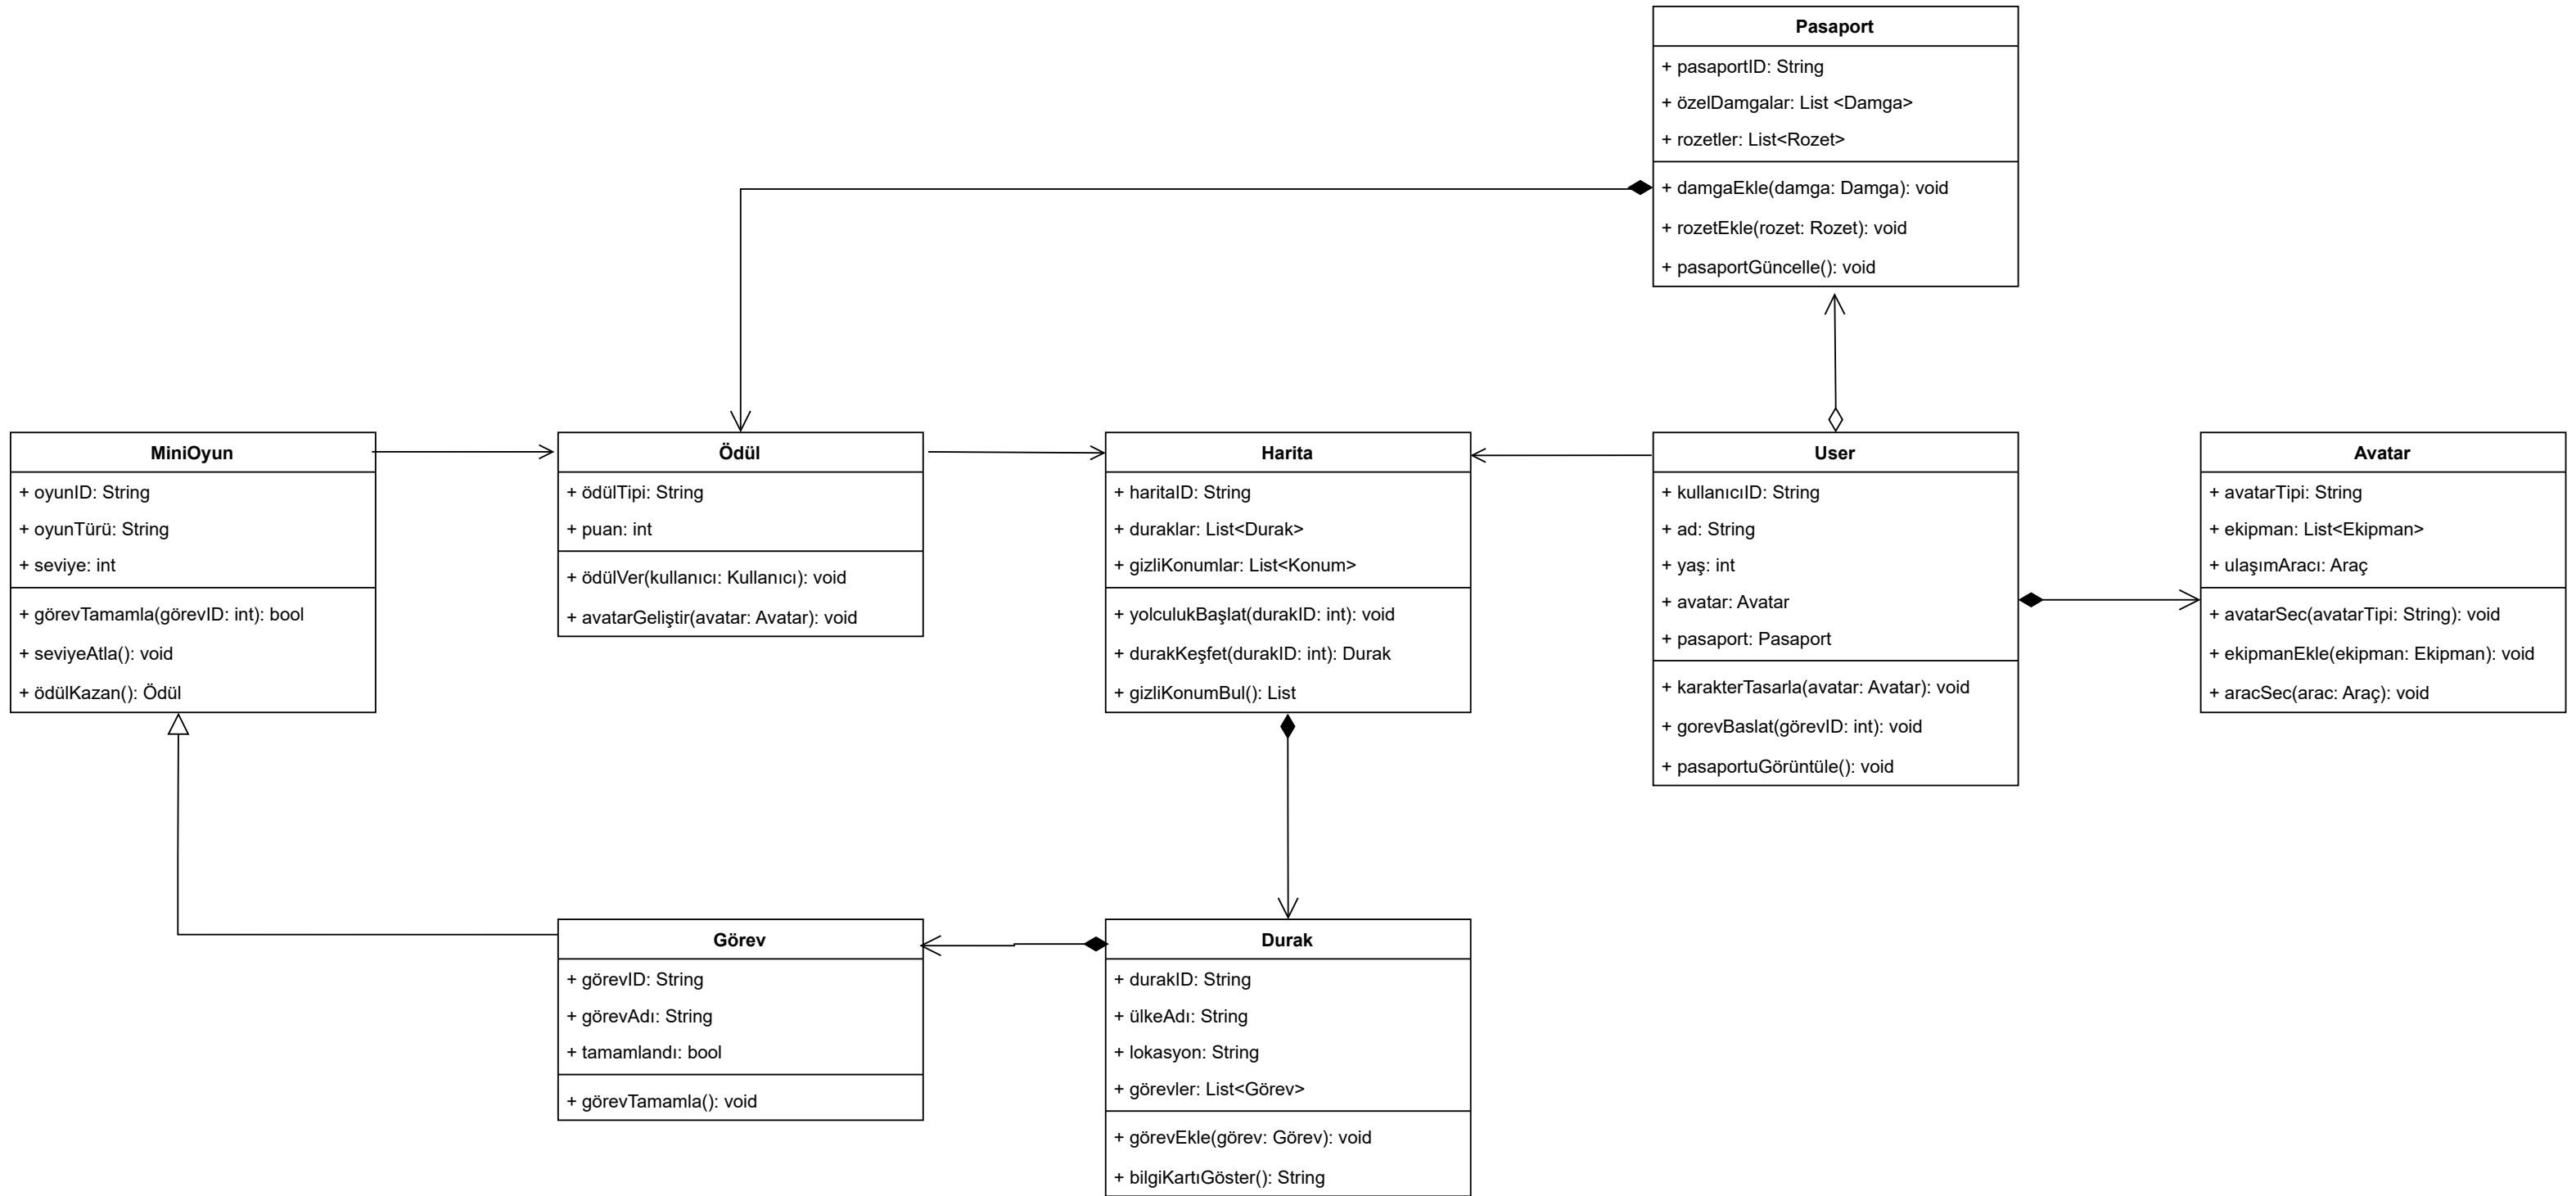 Pasaport
+ pasaportID: String
+ özelDamgalar: List <Damga>
+ rozetler: List<Rozet>
+ damgaEkle(damga: Damga): void
+ rozetEkle(rozet: Rozet): void
+ pasaportGüncelle(): void
MiniOyun
+ oyunID: String
+ oyunTürü: String
+ seviye: int
+ görevTamamla(görevID: int): bool
+ seviyeAtla(): void
+ ödülKazan(): Ödül
Ödül
+ ödülTipi: String
+ puan: int
+ ödülVer(kullanıcı: Kullanıcı): void
+ avatarGeliştir(avatar: Avatar): void
Harita
+ haritaID: String
+ duraklar: List<Durak>
+ gizliKonumlar: List<Konum>
+ yolculukBaşlat(durakID: int): void
+ durakKeşfet(durakID: int): Durak
+ gizliKonumBul(): List
User
+ kullanıcıID: String
+ ad: String
+ yaş: int
+ avatar: Avatar
+ pasaport: Pasaport
+ karakterTasarla(avatar: Avatar): void
+ gorevBaslat(görevID: int): void
+ pasaportuGörüntüle(): void
Avatar
+ avatarTipi: String
+ ekipman: List<Ekipman>
+ ulaşımAracı: Araç
+ avatarSec(avatarTipi: String): void
+ ekipmanEkle(ekipman: Ekipman): void
+ aracSec(arac: Araç): void
Görev
+ görevID: String
+ görevAdı: String
+ tamamlandı: bool
+ görevTamamla(): void
Durak
+ durakID: String
+ ülkeAdı: String
+ lokasyon: String
+ görevler: List<Görev>
+ görevEkle(görev: Görev): void
+ bilgiKartıGöster(): String